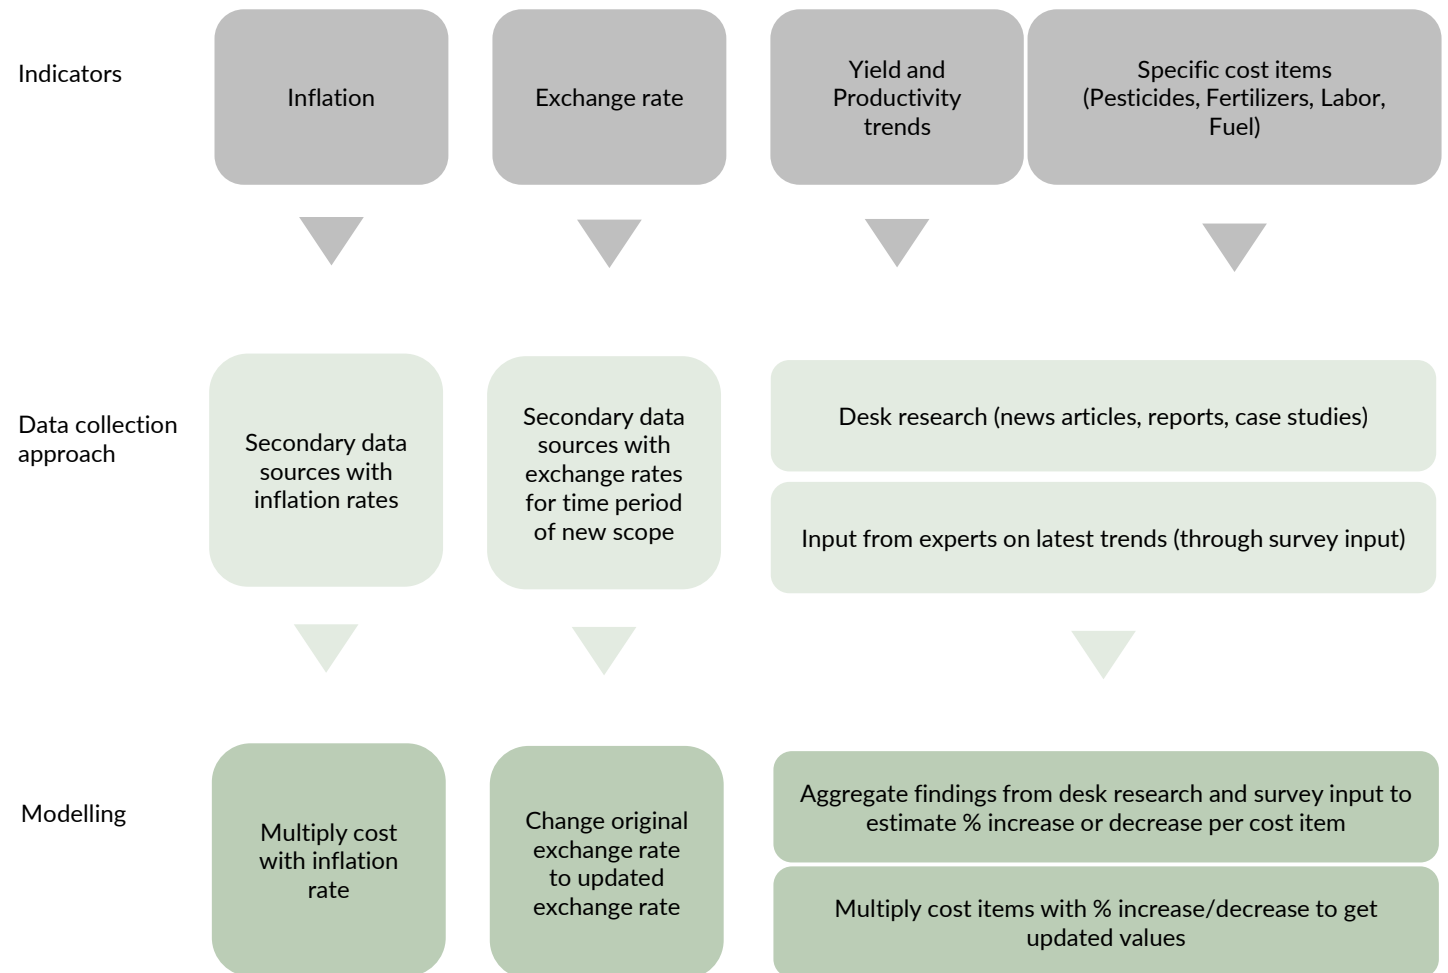 Indicators
Inflation
Exchange rate
Yield and
Productivity
trends
Specific cost items
(Pesticides, Fertilizers, Labor,
Fuel)
Data collection
approach
Secondary data
sources with
inflation rates
Secondary data
sources with
exchange rates
for time period
of new scope
Desk research (news articles, reports, case studies)
Input from experts on latest trends (through survey input)
Modelling
Multiply cost
with inflation
rate
Change original
exchange rate
to updated
exchange rate
Aggregate findings from desk research and survey input to
estimate % increase or decrease per cost item
Multiply cost items with % increase/decrease to get
updated values